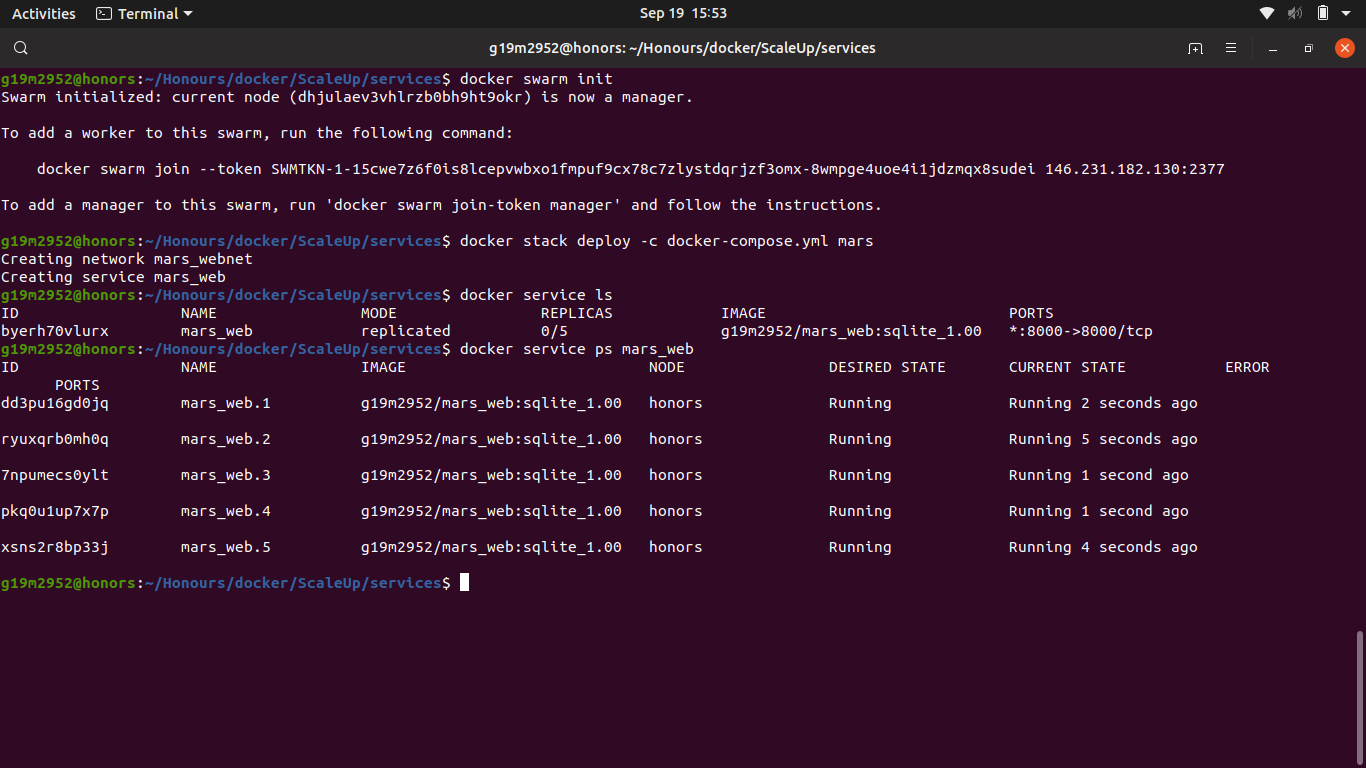 Activities Terminal Sep 19 15:53
g19m2952@honors: ~/Honours/docker/ScaleUp/services
g19m2952@honors:~/Honours/docker/ScaleUp/services$ docker swarm init
Swarm initialized: current node (dhjulaev3vhlrzb0bh9ht9okr) is now a manager.
To add a worker to this swarm, run the following command:
docker swarm join --token SWMTKN-1-15cwe7z6f0is8lcepvwbxo1fmpuf9cx78c7zlystdqrjzf3omx-8wmpge4uoe4i1jdzmqx8sudei 146.231.182.130:2377
To add a manager to this swarm, run 'docker swarm join-token manager' and follow the instructions.
g19m2952@honors:~/Honours/docker/ScaleUp/services$ docker stack deploy -c docker-compose.yml mars
Creating network mars_webnet
Creating service mars_web
g19m2952@honors:~/Honours/docker/ScaleUp/services$ docker service ls
ID NAME MODE REPLICAS IMAGE PORTS
byerh70vlurx mars_web replicated 0/5 g19m2952/mars_web:sqlite_1.00 *:8000->8000/tcp
g19m2952@honors:~/Honours/docker/ScaleUp/services$ docker service ps mars_web
ID NAME IMAGE NODE DESIRED STATE CURRENT STATE ERROR
PORTS
dd3pu16gd0jq mars_web.1 g19m2952/mars_web:sqlite_1.00 honors Running Running 2 seconds ago
ryuxqrb0mh0q mars_web.2 g19m2952/mars_web:sqlite_1.00 honors Running Running 5 seconds ago
7npumecs0ylt mars_web.3 g19m2952/mars_web:sqlite_1.00 honors Running Running 1 second ago
pkq0u1up7x7p mars_web.4 g19m2952/mars_web:sqlite_1.00 honors Running Running 1 second ago
xsns2r8bp33j mars_web.5 g19m2952/mars_web:sqlite_1.00 honors Running Running 4 seconds ago
g19m2952@honors:~/Honours/docker/ScaleUp/services$